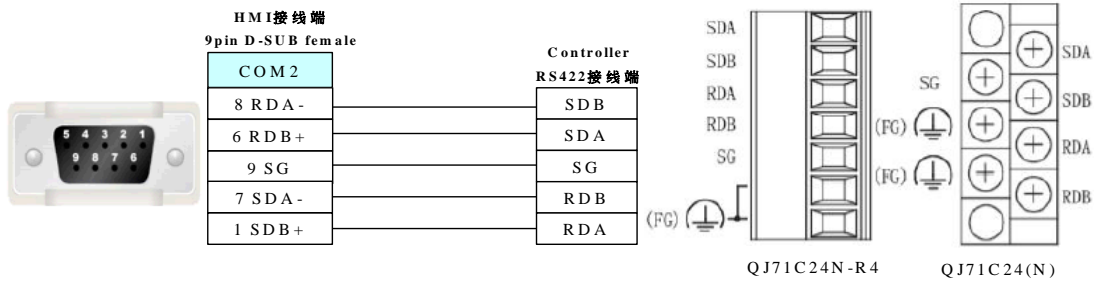 HMI接线端
9pin D-SUB female
COM2
8 RDA-
6 RDB+
9 SG
7 SDA-
1 SDB+
5 4 3 2 1
9 8 7 6
Controller
RS422接线端
SDB
SDA
SG
RDB
RDA
SDA
SDB
RDA
RDB
SG
(FG)
QJ71C24N-R4
SG
(FG)
(FG)
SDA
SDB
RDA
RDB
QJ71C24(N)